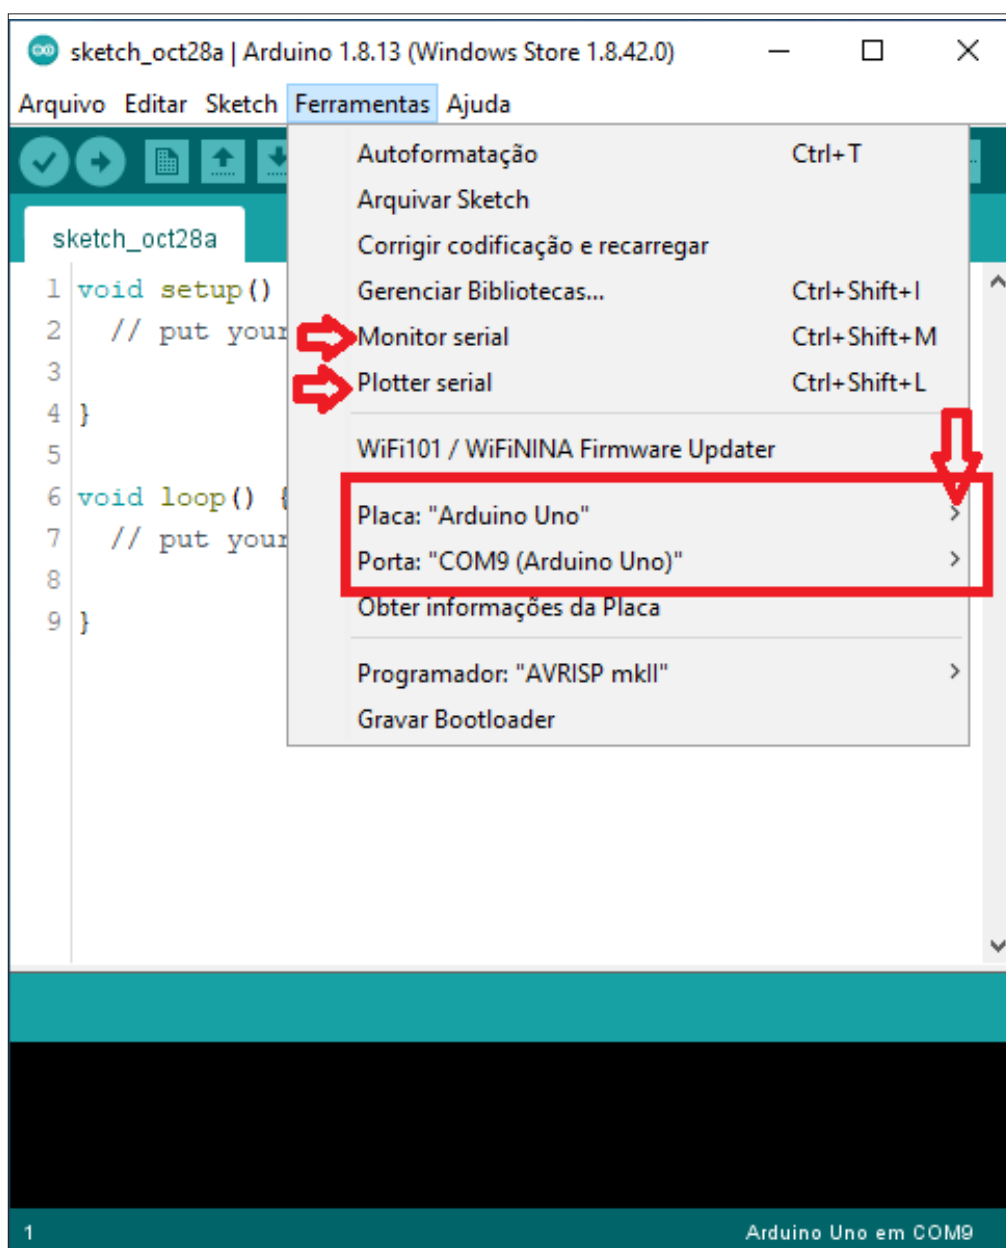 sketch_oct28a | Arduino 1.8.13 (Windows Store 1.8.42.0)
Arquivo Editar Sketch Ferramentas Ajuda
Autoformatação Ctrl+T
Arquivar Sketch
Corrigir codificação e recarregar
Gerenciar Bibliotecas... Ctrl+Shift+I
Monitor serial Ctrl+Shift+M
Plotter serial Ctrl+Shift+L
WiFi101 / WiFiNINA Firmware Updater
Placa: "Arduino Uno"
Porta: "COM9 (Arduino Uno)"
Obter informações da Placa
Programador: "AVRISP mkII"
Gravar Bootloader
sketch_oct28a
1 void setup()
2 // put your
3
4 }
5
6 void loop() {
7 // put your
8
9 }
1 Arduino Uno em COM9